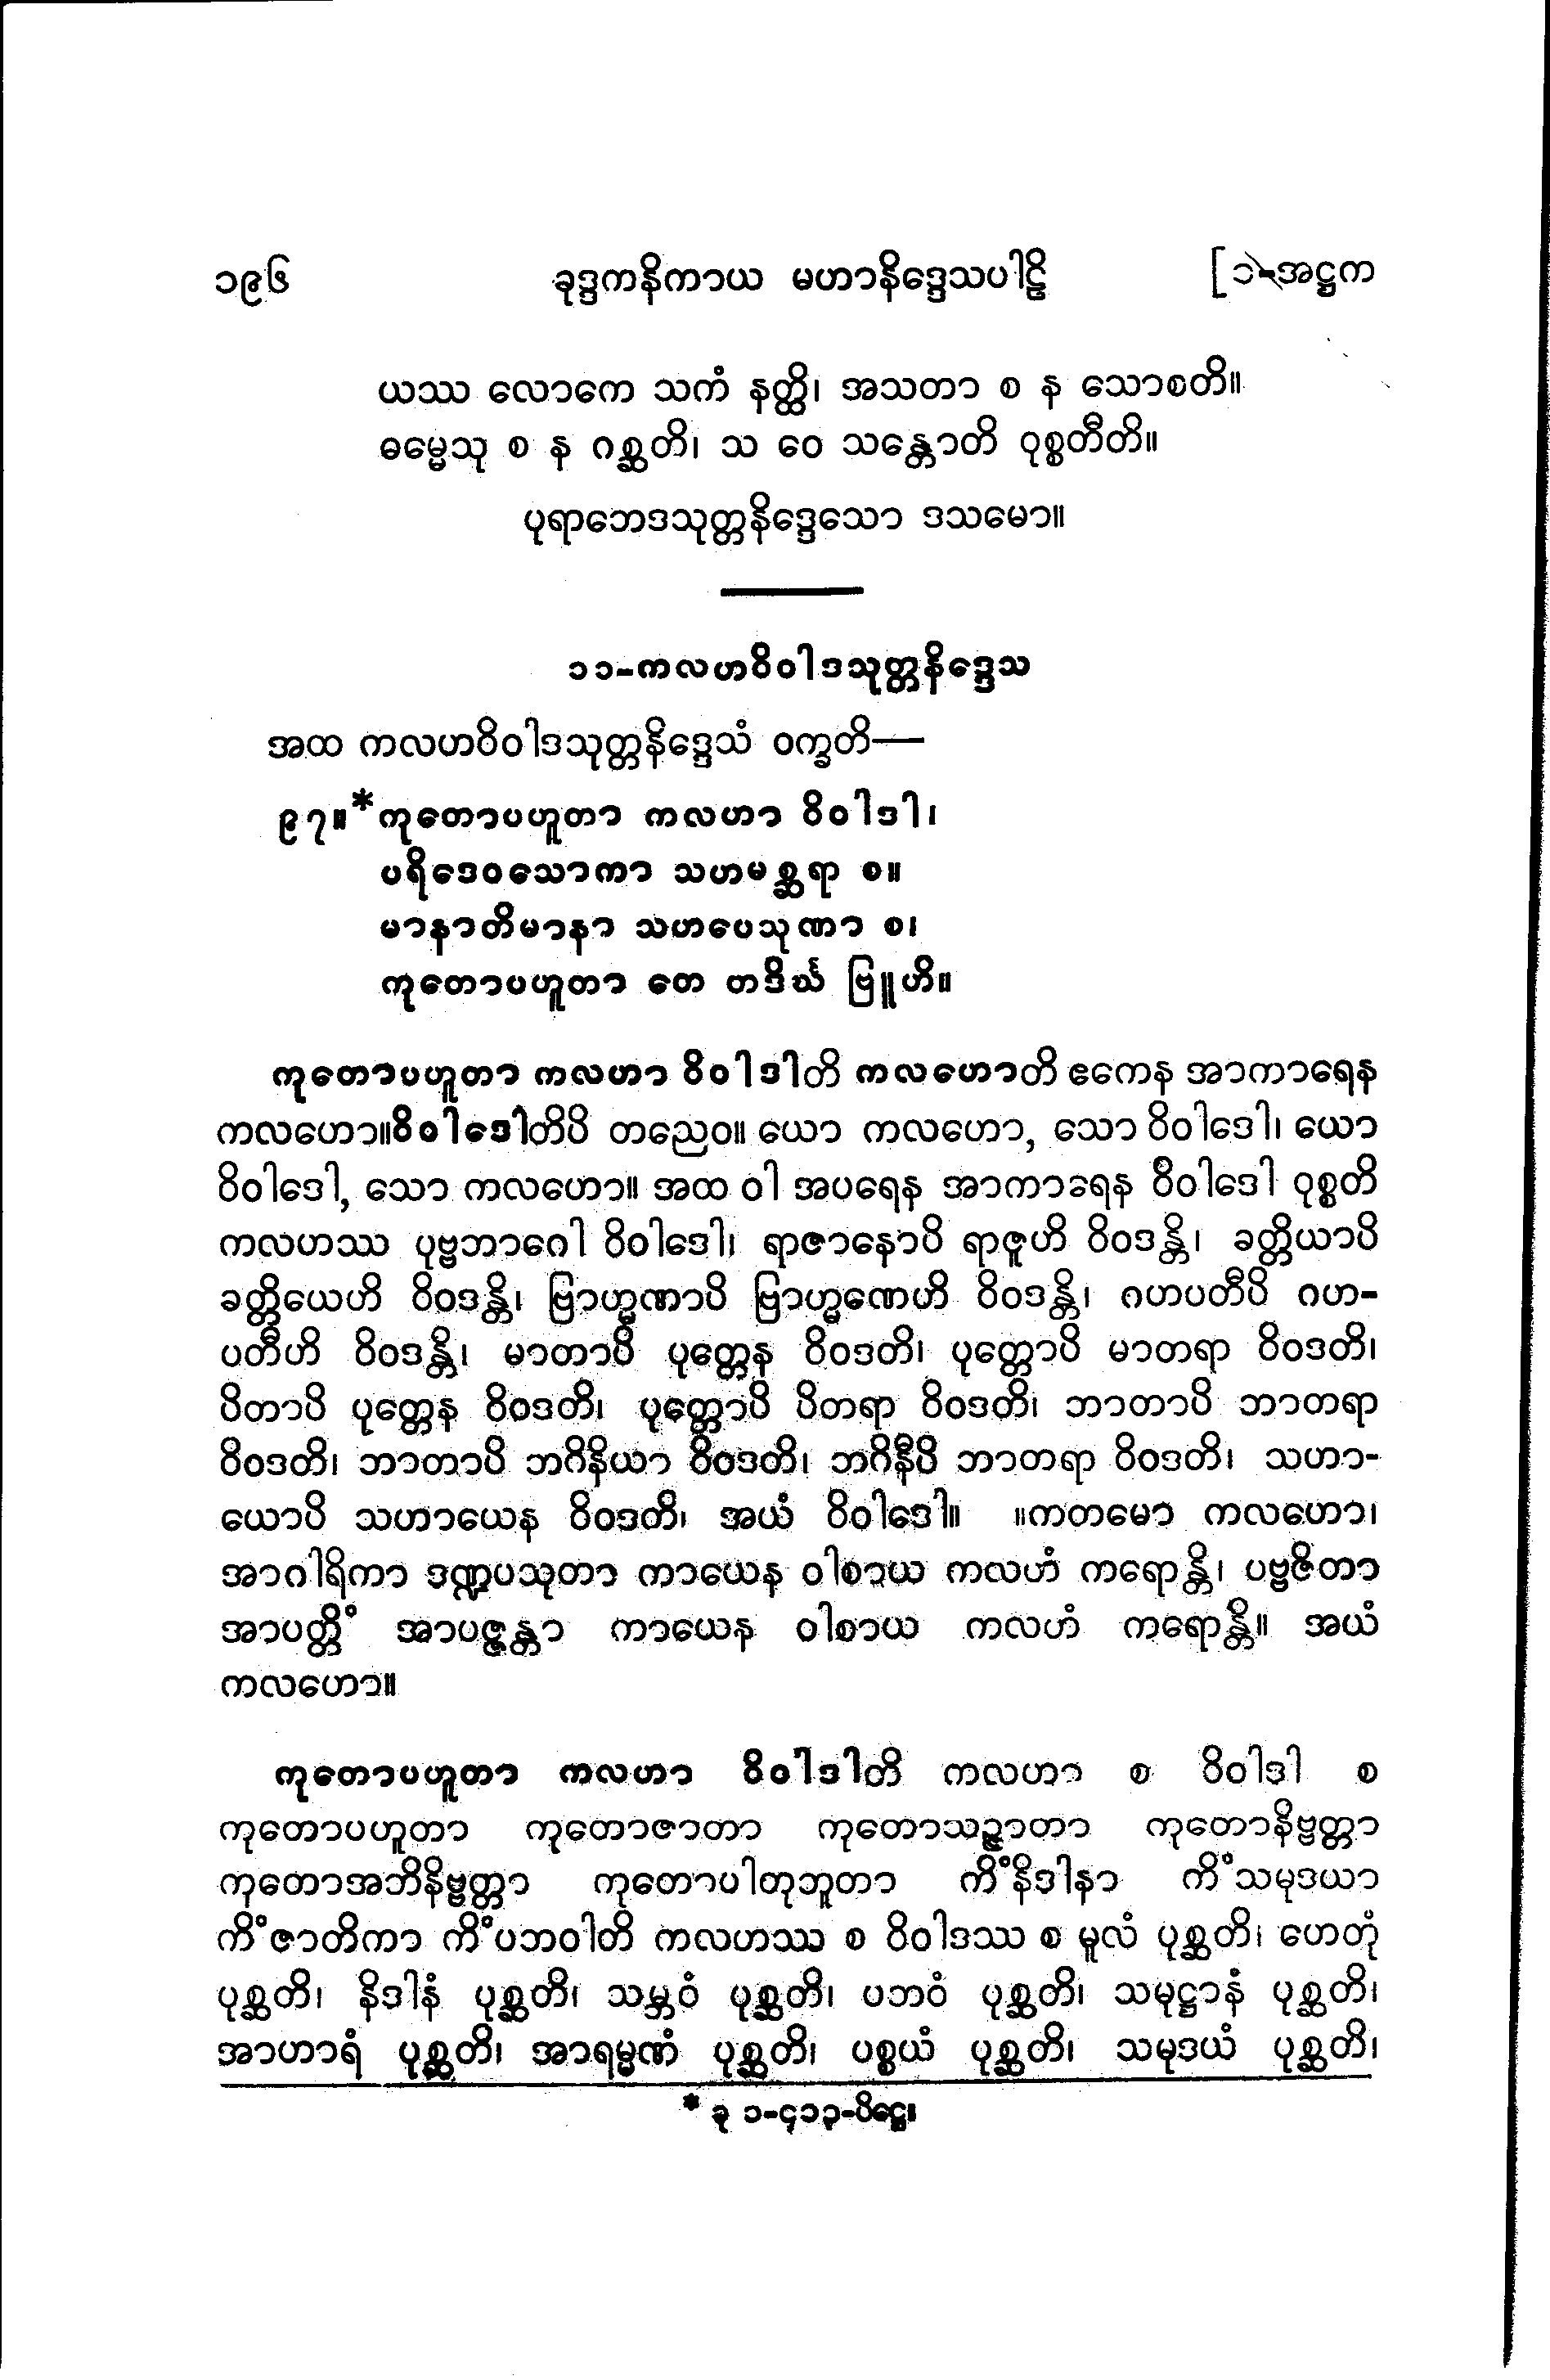 ၁၉၆ ခုဒ္ဒကနိကာယ မဟာနိဒ္ဒေသပါဠိ [၁-အဋ္ဌက
ယဿ လောကေ သကံ နတ္ထိ၊ အသတာ စ န သောစတိ။
ဓမ္မေသု စ န ဂစ္ဆတိ၊ သ ဝေ သန္တောတိ ဝုစ္စတီတိ။
ပုရာဘေဒသုတ္တနိဒ္ဒေသော ဒသမော။
၁၁-ကလဟဝိဝါဒသုတ္တနိဒ္ဒေသ
အထ ကလဟဝိဝါဒသုတ္တနိဒ္ဒေသံ ဝက္ခတိ—
၉၇။*ကုတောပဟူတာ ကလဟာ ဝိဝါဒါ၊
ပရိဒေဝသောကာ သဟမစ္ဆရာ စ။
မာနာတိမာနာ သဟပေသုဏာ စ၊
ကုတောပဟူတာ တေ တဒိင်္ဃ ဗြူဟိ။
ကုတောပဟူတာ ကလဟာ ဝိဝါဒါတိ ကလဟောတိ ဧကေန အာကာရေန
ကလဟော။ဝိဝါဒေါတိပိ တညေဝ။ ယော ကလဟော, သော ဝိဝါဒေါ၊ ယော
ဝိဝါဒေါ, သော ကလဟော။ အထ ဝါ အပရေန အာကာရေန ဝိဝါဒေါ ဝုစ္စတိ
ကလဟဿ ပုဗ္ဗဘာဂေါ ဝိဝါဒေါ၊ ရာဇာနောပိ ရာဇူဟိ ဝိဝဒန္တိ၊ ခတ္တိယာပိ
ခတ္တိယေဟိ ဝိဝဒန္တိ၊ ဗြာဟ္မဏာပိ ဗြာဟ္မဏေဟိ ဝိဝဒန္တိ၊ ဂဟပတီပိ ဂဟ-
ပတီဟိ ဝိဝဒန္တိ၊ မာတာပိ ပုတ္တေန ဝိဝဒတိ၊ ပုတ္တောပိ မာတရာ ဝိဝဒတိ၊
ပိတာပိ ပုတ္တေန ဝိဝဒတိ၊ ပုတ္တောပိ ပိတရာ ဝိဝဒတိ၊ ဘာတာပိ ဘာတရာ
ဝိဝဒတိ၊ ဘာတာပိ ဘဂိနိယာ ဝိဝဒတိ၊ ဘဂိနီပိ ဘာတရာ ဝိဝဒတိ၊ သဟာ-
ယောပိ သဟာယေန ဝိဝဒတိ၊ အယံ ဝိဝါဒေါ။ ။ကတမော ကလဟော၊
အာဂါရိကာ ဒဏ္ဍပသုတာ ကာယေန ဝါစာယ ကလဟံ ကရောန္တိ၊ ပဗ္ဗဇိတာ
အာပတ္တိံ အာပဇ္ဇန္တာ ကာယေန ဝါစာယ ကလဟံ ကရောန္တိ။ အယံ
ကလဟော။
ကုတောပဟူတာ ကလဟာ ဝိဝါဒါတိ ကလဟာ စ ဝိဝါဒါ စ
ကုတောပဟူတာ ကုတောဇာတာ ကုတောသဉ္ဇာတာ ကုတောနိဗ္ဗတ္တာ
ကုတောအဘိနိဗ္ဗတ္တာ ကုတောပါတုဘူတာ ကိံနိဒါနာ ကိံသမုဒယာ
ကိံဇာတိကာ ကိံပဘဝါတိ ကလဟဿ စ ဝိဝါဒဿ စ မူလံ ပုစ္ဆတိ၊ ဟေတုံ
ပုစ္ဆတိ၊ နိဒါနံ ပုစ္ဆတိ၊ သမ္ဘဝံ ပုစ္ဆတိ၊ ပဘဝံ ပုစ္ဆတိ၊ သမုဋ္ဌာနံ ပုစ္ဆတိ၊
အာဟာရံ ပုစ္ဆတိ၊ အာရမ္မဏံ ပုစ္ဆတိ၊ ပစ္စယံ ပုစ္ဆတိ၊ သမုဒယံ ပုစ္ဆတိ၊
* ခု ၁-၄၁၃-ပိဋ္ဌေ။